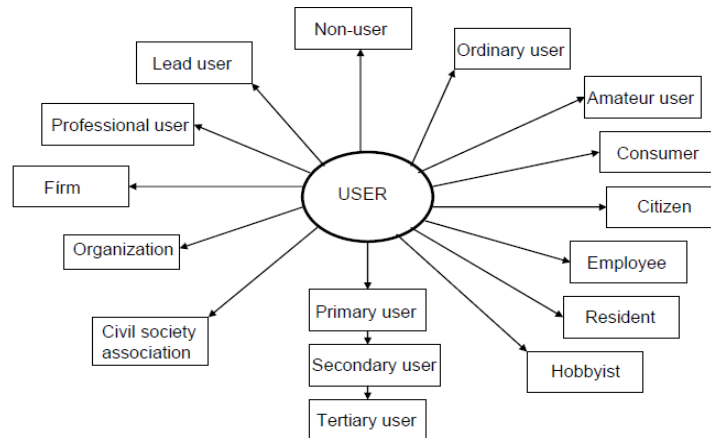 Non-user
Ordinary user
Lead user
Amateur user
Professional user
Consumer
Firm
USER
Citizen
Organization
Employee
Primary user
Resident
Civil society
association
Secondary user
Hobbyist
Tertiary user